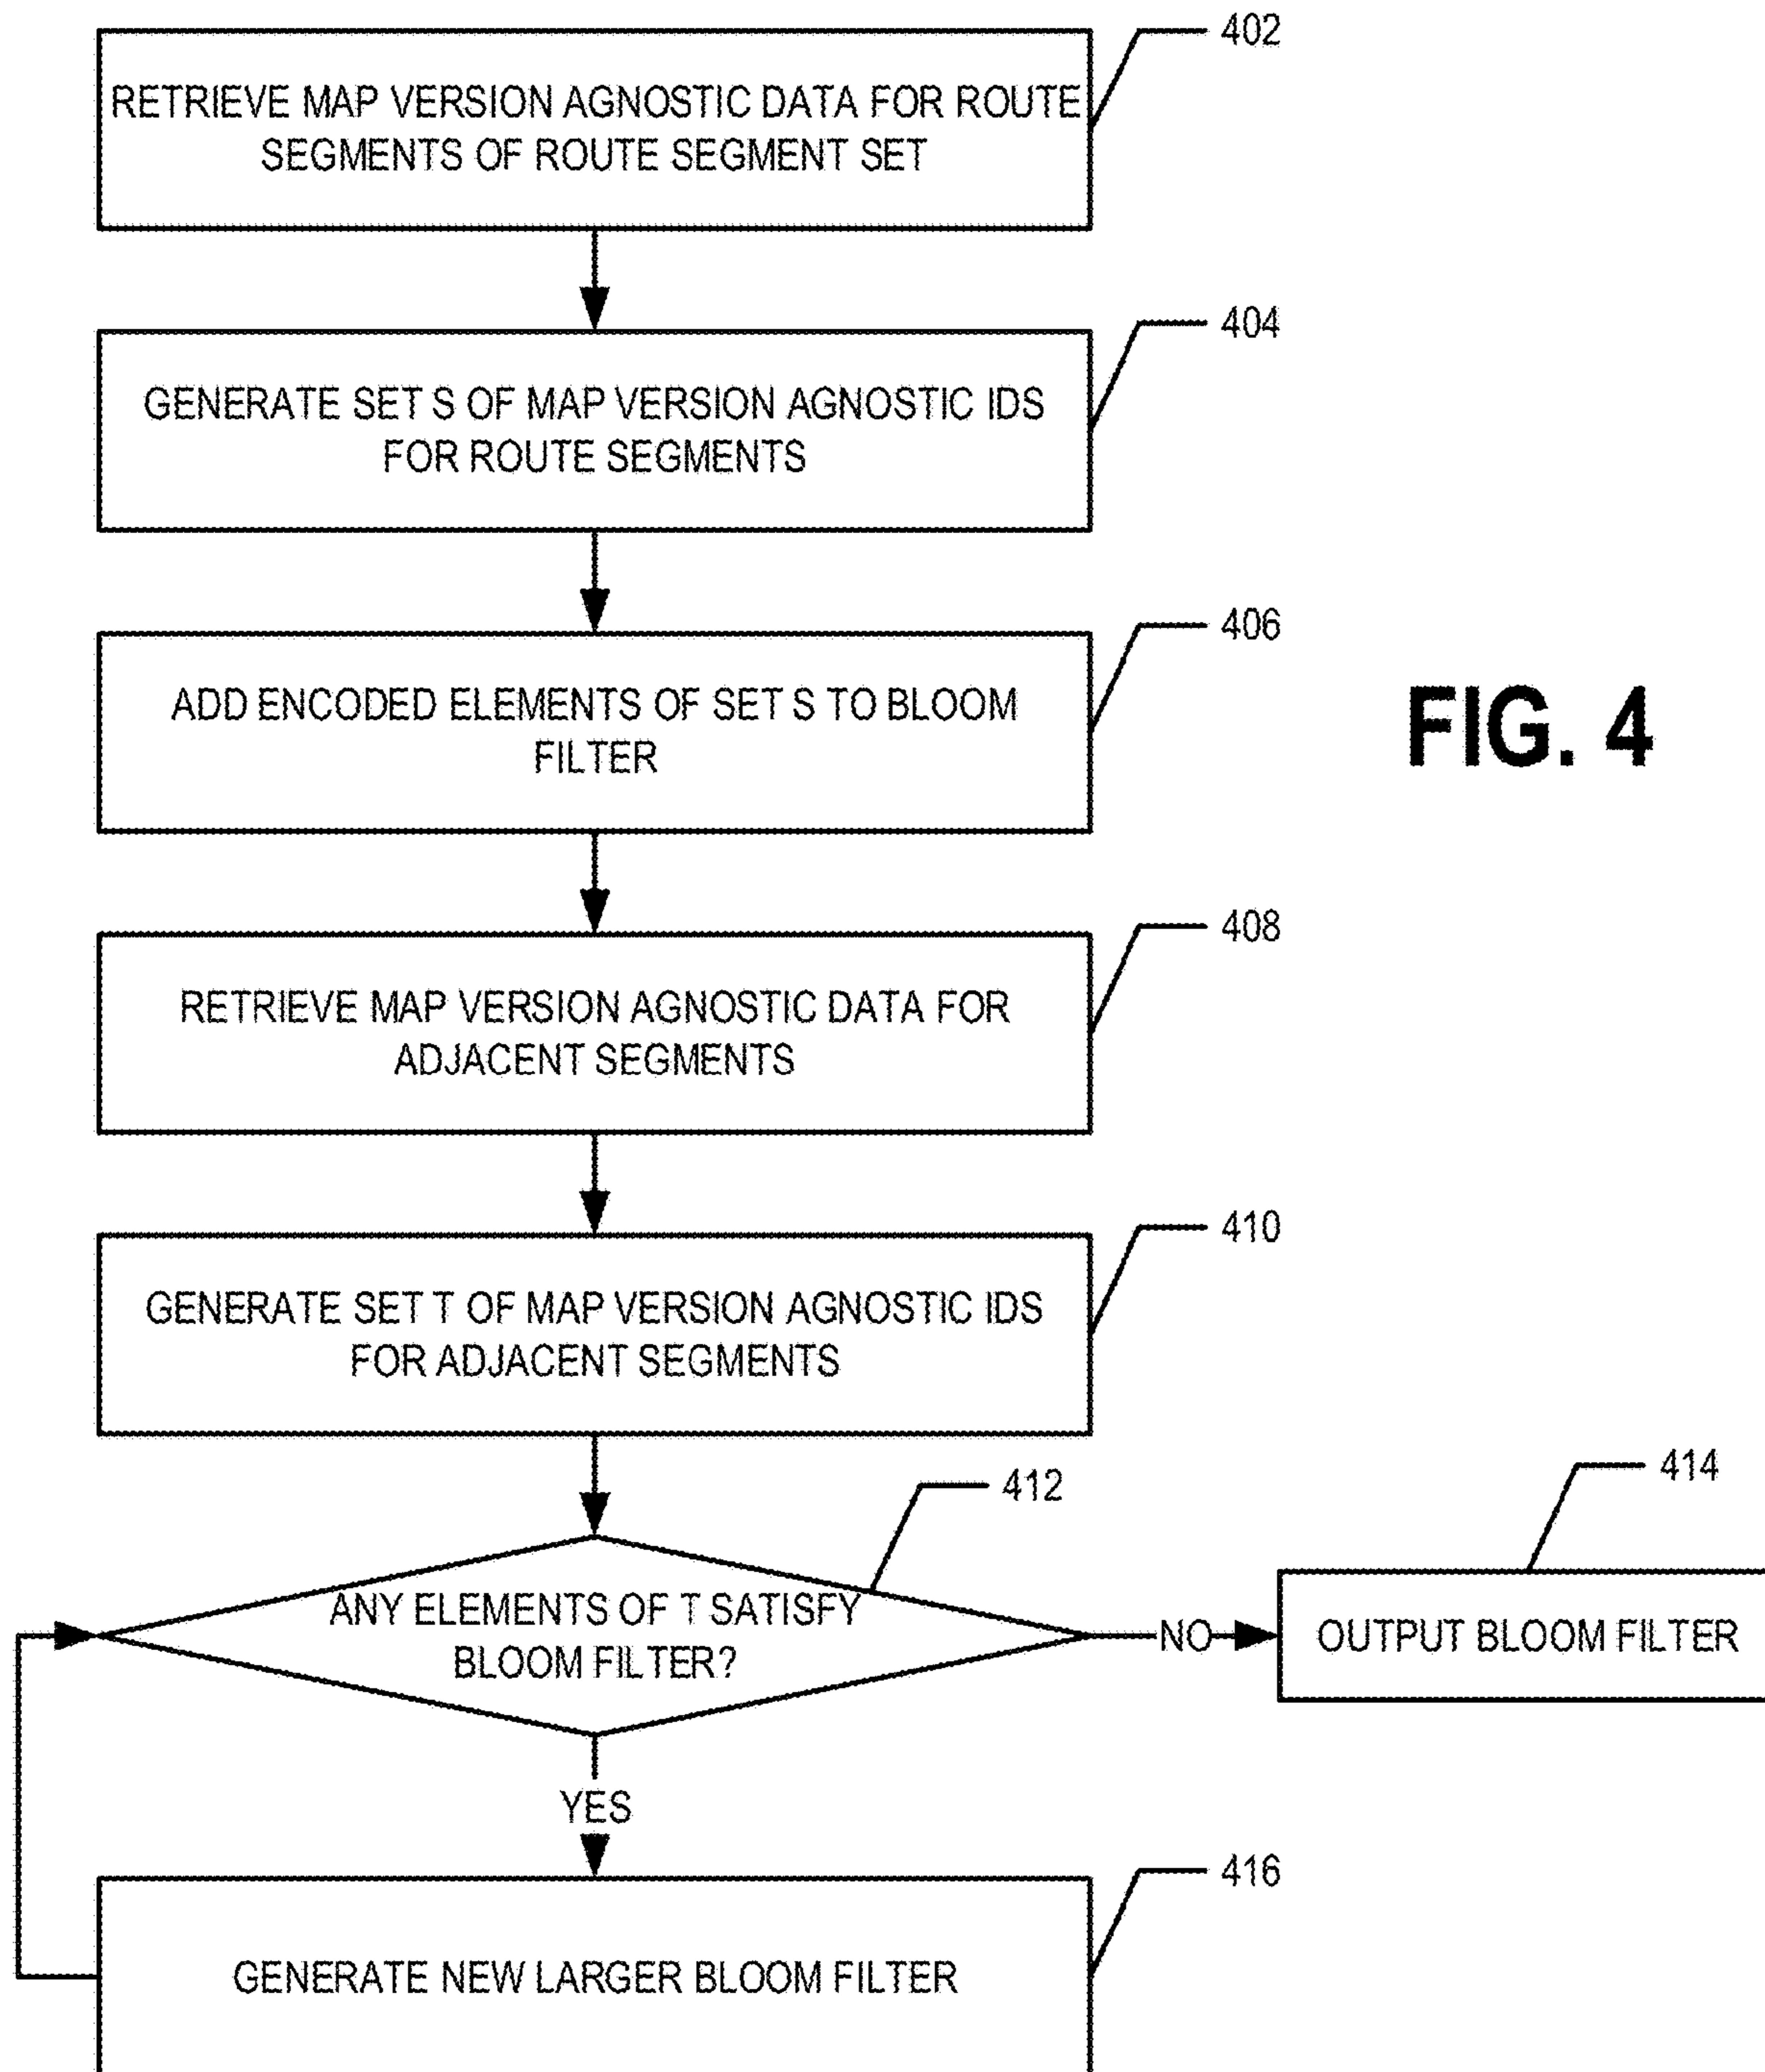 402
RETRIEVE MAP VERSION AGNOSTIC DATA FOR ROUTE
SEGMENTS OF ROUTE SEGMENT SET
404
GENERATE SET S OF MAP VERSION AGNOSTIC IDS
FOR ROUTE SEGMENTS
406
ADD ENCODED ELEMENTS OF SET S TO BLOOM
FILTER
FIG. 4
408
RETRIEVE MAP VERSION AGNOSTIC DATA FOR
ADJACENT SEGMENTS
410
GENERATE SET T OF MAP VERSION AGNOSTIC IDS
FOR ADJACENT SEGMENTS
412
414
ANY ELEMENTS OF T SATISFY
BLOOM FILTER?
NO
OUTPUT BLOOM FILTER
YES
416
GENERATE NEW LARGER BLOOM FILTER